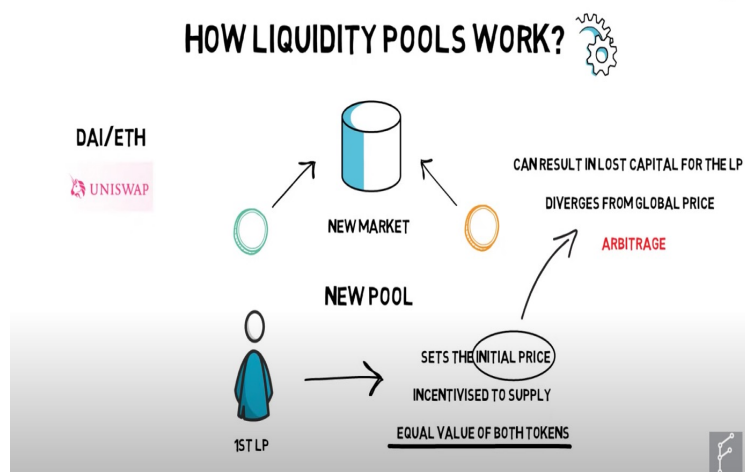 HOW LIQUIDITY POOLS WORK?
DAI/ETH
UNISWAP
NEW MARKET
CAN RESULT IN LOST CAPITAL FOR THE LP
DIVERGES FROM GLOBAL PRICE
ARBITRAGE
NEW POOL
1ST LP
SETS THE INITIAL PRICE
INCENTIVISED TO SUPPLY
EQUAL VALUE OF BOTH TOKENS